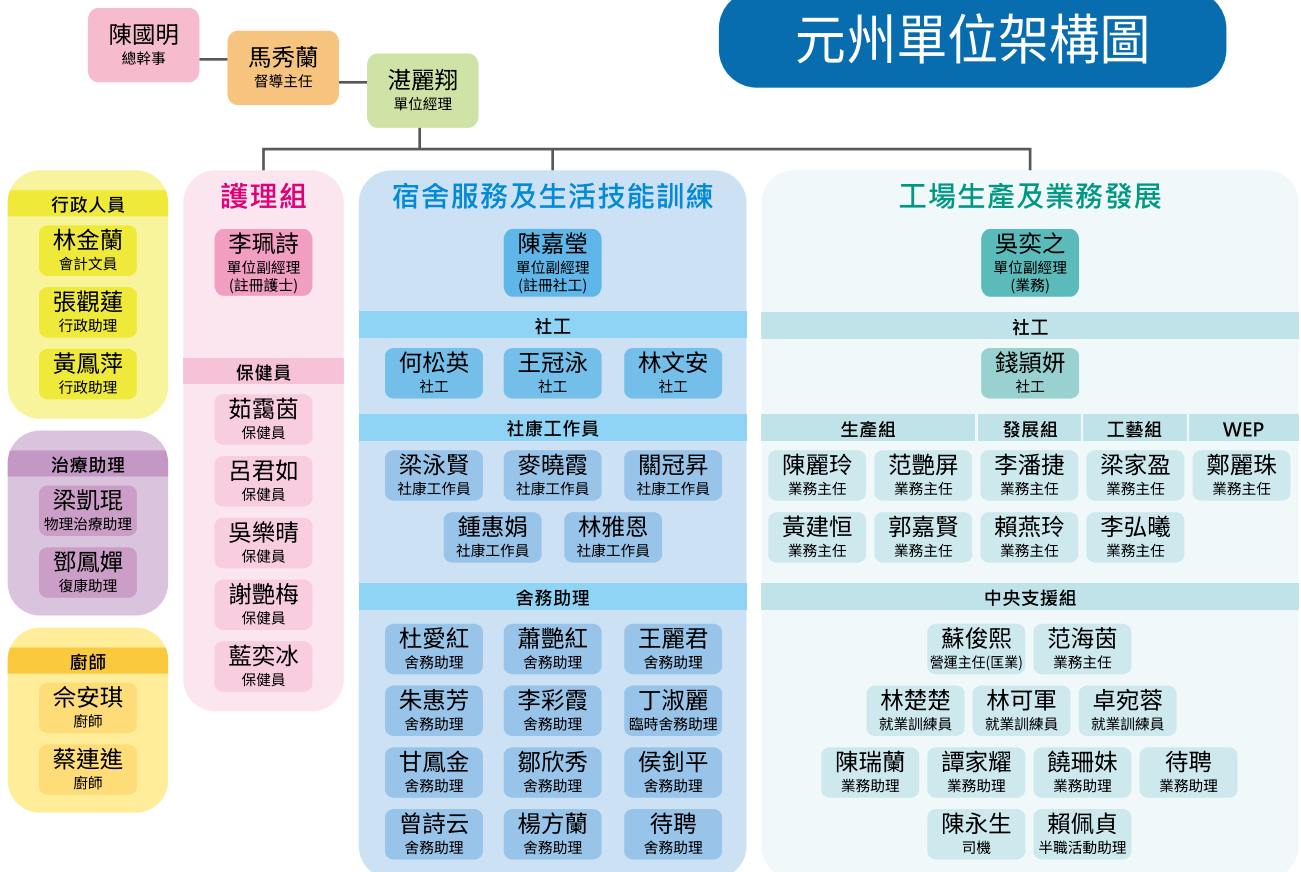 元州單位架構圖
陳國明
總幹事
馬秀蘭
督導主任
湛麗翔
單位經理
行政人員
林金蘭
會計文員
張觀蓮
行政助理
黃鳳萍
行政助理
治療助理
梁凱琨
物理治療助理
鄧鳳嬋
復康助理
廚師
佘安琪
廚師
蔡連進
廚師
護理組
李珮詩
單位副經理
(註冊護士)
保健員
茹靄茵
保健員
呂君如
保健員
吳樂晴
保健員
謝艷梅
保健員
藍奕冰
保健員
宿舍服務及生活技能訓練
陳嘉瑩
單位副經理
(註冊社工)
社工
何松英 王冠泳 林文安
社工 社工 社工
社康工作員
梁泳賢 麥曉霞 關冠昇
社康工作員 社康工作員 社康工作員
鍾惠娟 林雅恩
社康工作員 社康工作員
舍務助理
杜愛紅 蕭艷紅 王麗君
舍務助理 舍務助理 舍務助理
朱惠芳 李彩霞 丁淑麗
舍務助理 舍務助理 臨時舍務助理
甘鳳金 鄒欣秀 侯釗平
舍務助理 舍務助理 舍務助理
曾詩云 楊方蘭 待聘
舍務助理 舍務助理 舍務助理
工場生產及業務發展
吳奕之
單位副經理
(業務)
社工
錢頴妍
社工
生產組 發展組 工藝組 WEP
陳麗玲 范艷屏 李潘捷 梁家盈 鄭麗珠
業務主任 業務主任 業務主任 業務主任 業務主任
黃建恒 郭嘉賢 賴燕玲 李弘曦
業務主任 業務主任 業務主任 業務主任
中央支援組
蘇俊熙 范海茵
營運主任(匡業) 業務主任
林楚楚 林可軍 卓宛蓉
就業訓練員 就業訓練員 就業訓練員
陳瑞蘭 譚家耀 饒珊妹 待聘
業務助理 業務助理 業務助理 業務助理
陳永生 賴佩貞
司機 半職活動助理